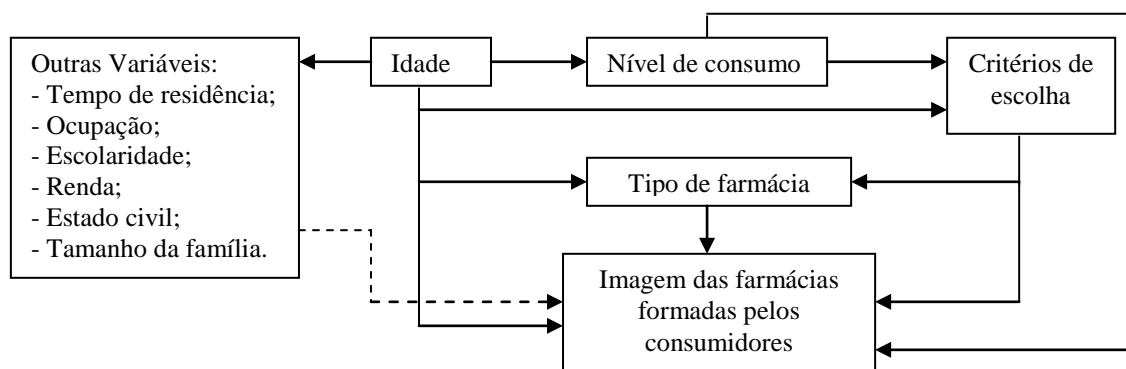 Outras Variáveis:
- Tempo de residência;
- Ocupação;
- Escolaridade;
- Renda;
- Estado civil;
- Tamanho da família.
Idade
Nível de consumo
Critérios de
escolha
Tipo de farmácia
Imagem das farmácias
formadas pelos
consumidores